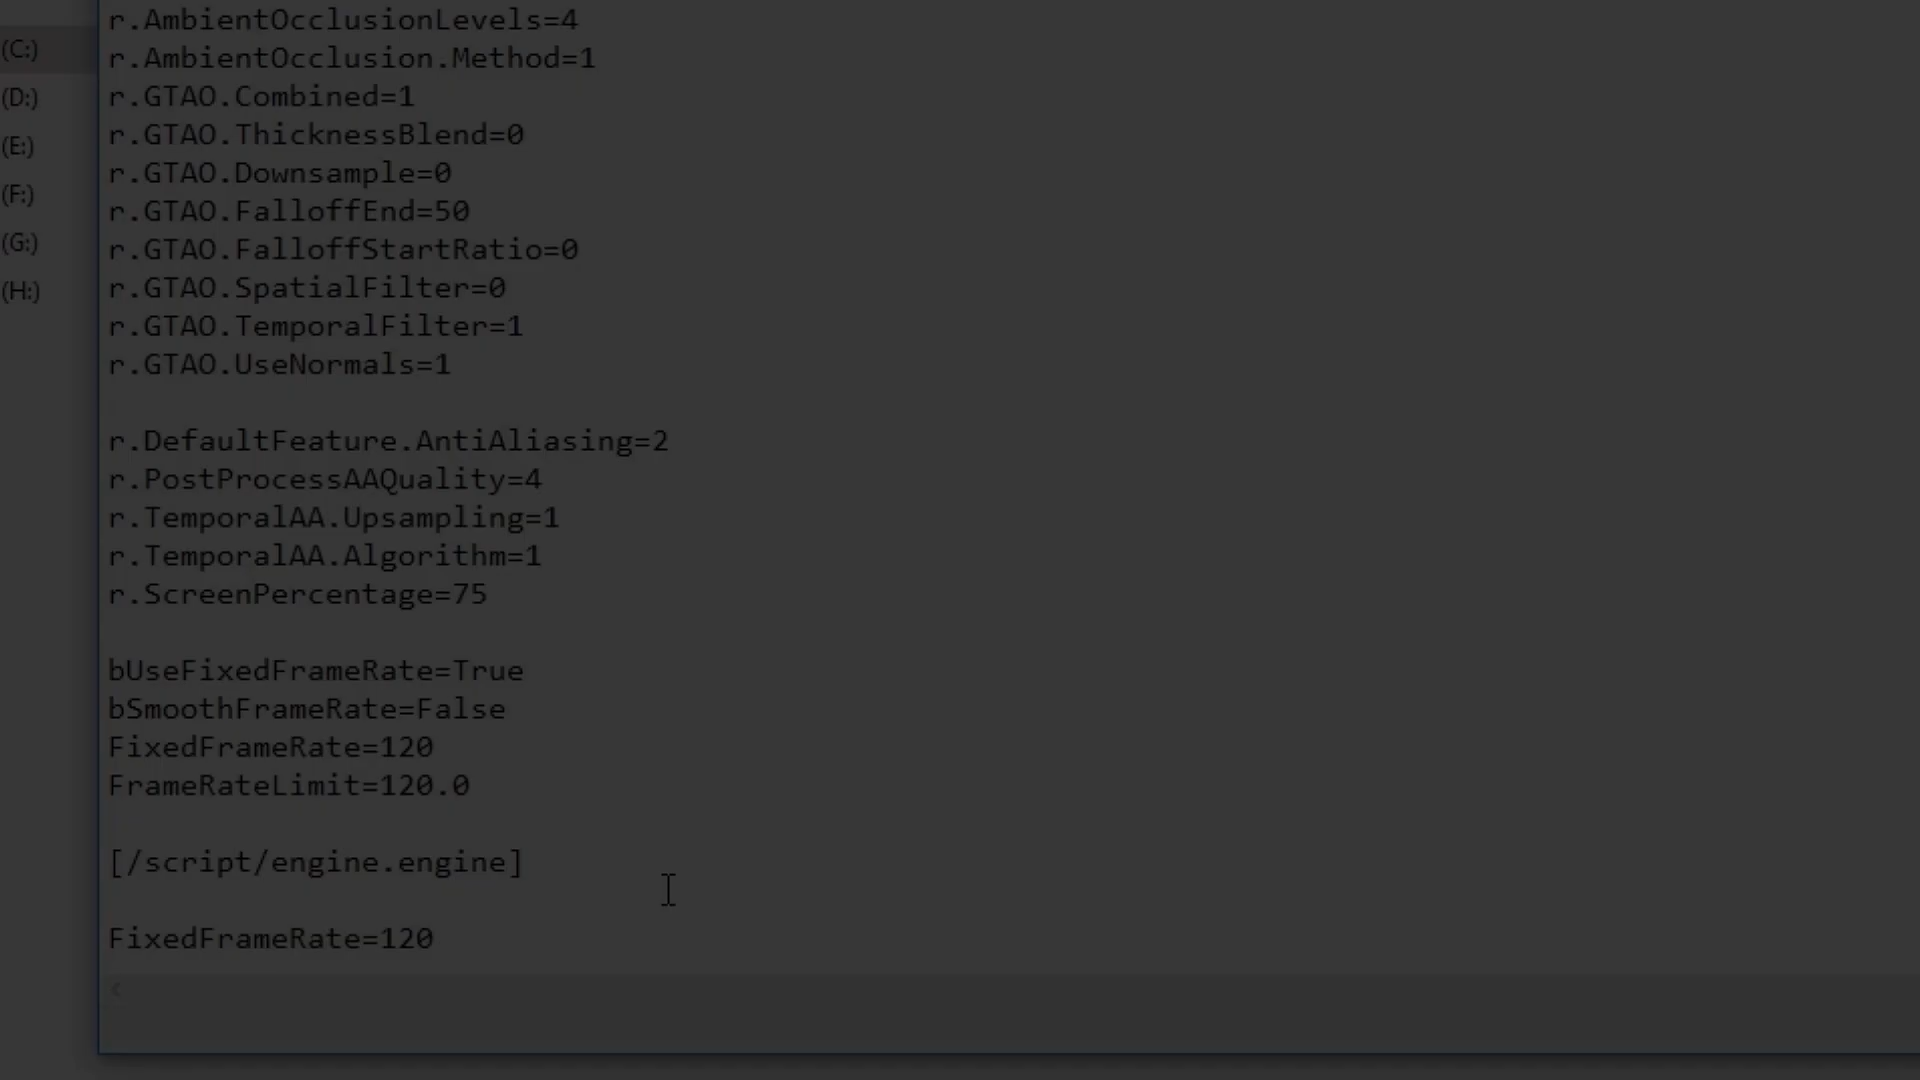 (C:)
(D:)
(E:)
(F:)
(G:)
(H:)
r.AmbientOcclusionLevels=4
r.AmbientOcclusion.Method=1
r.GTAO.Combined=1
r.GTAO.ThicknessBlend=0
r.GTAO.Downsample=0
r.GTAO.FalloffEnd=50
r.GTAO.FalloffStartRatio=0
r.GTAO.SpatialFilter=0
r.GTAO.TemporalFilter=1
r.GTAO.UseNormals=1
r.DefaultFeature.AntiAliasing=2
r.PostProcessAAQuality=4
r.TemporalAA.Upsampling=1
r.TemporalAA.Algorithm=1
r.ScreenPercentage=75
bUseFixedFrameRate=True
bSmoothFrameRate=False
FixedFrameRate=120
FrameRateLimit=120.0
[/script/engine.engine]
FixedFrameRate=120